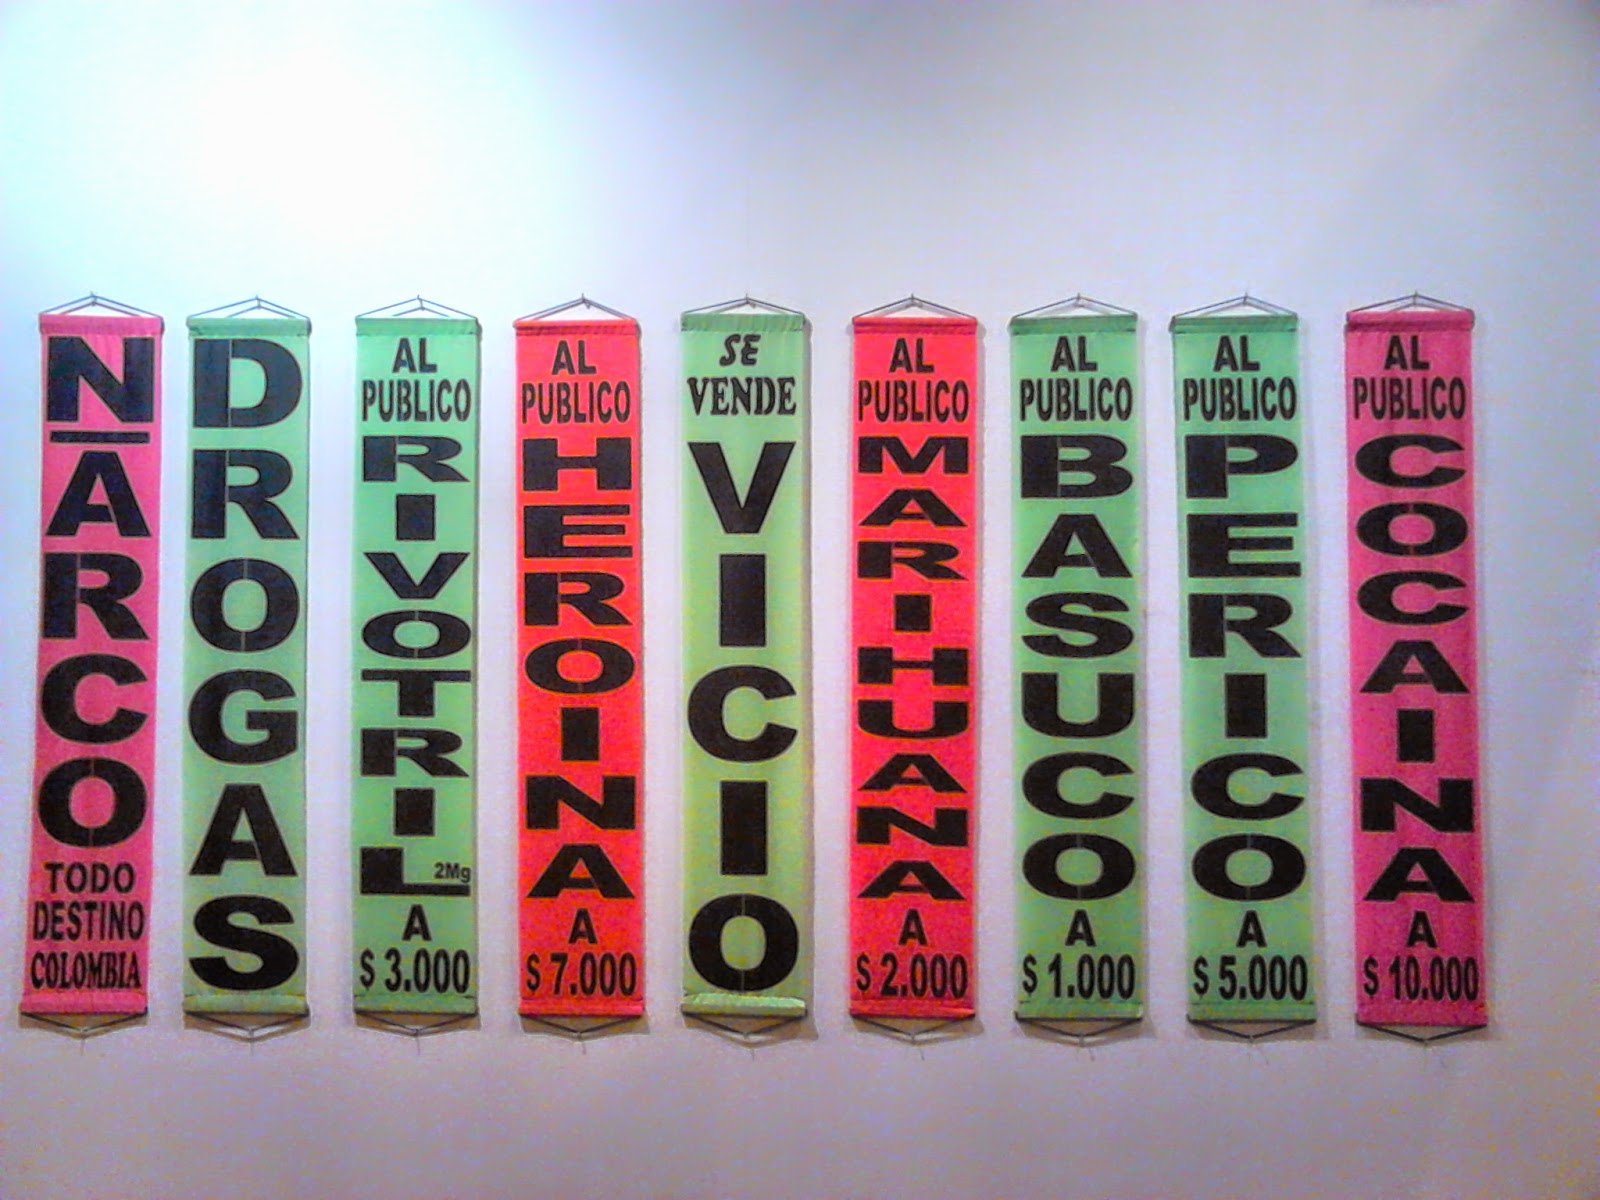 NARCO
TODO
DESTINO
COLOMBIA
DROGAS
AL
PUBLICO
RIVOTRIL
2Mg
A
$ 3.000
AL
PUBLICO
HEROINA
A
$ 7.000
SE
VENDE
VICIO
AL
PUBLICO
MARIHUANA
A
$ 2.000
AL
PUBLICO
BASUCO
A
$ 1.000
AL
PUBLICO
PERICO
A
$ 5.000
AL
PUBLICO
COCAINA
A
$ 10.000